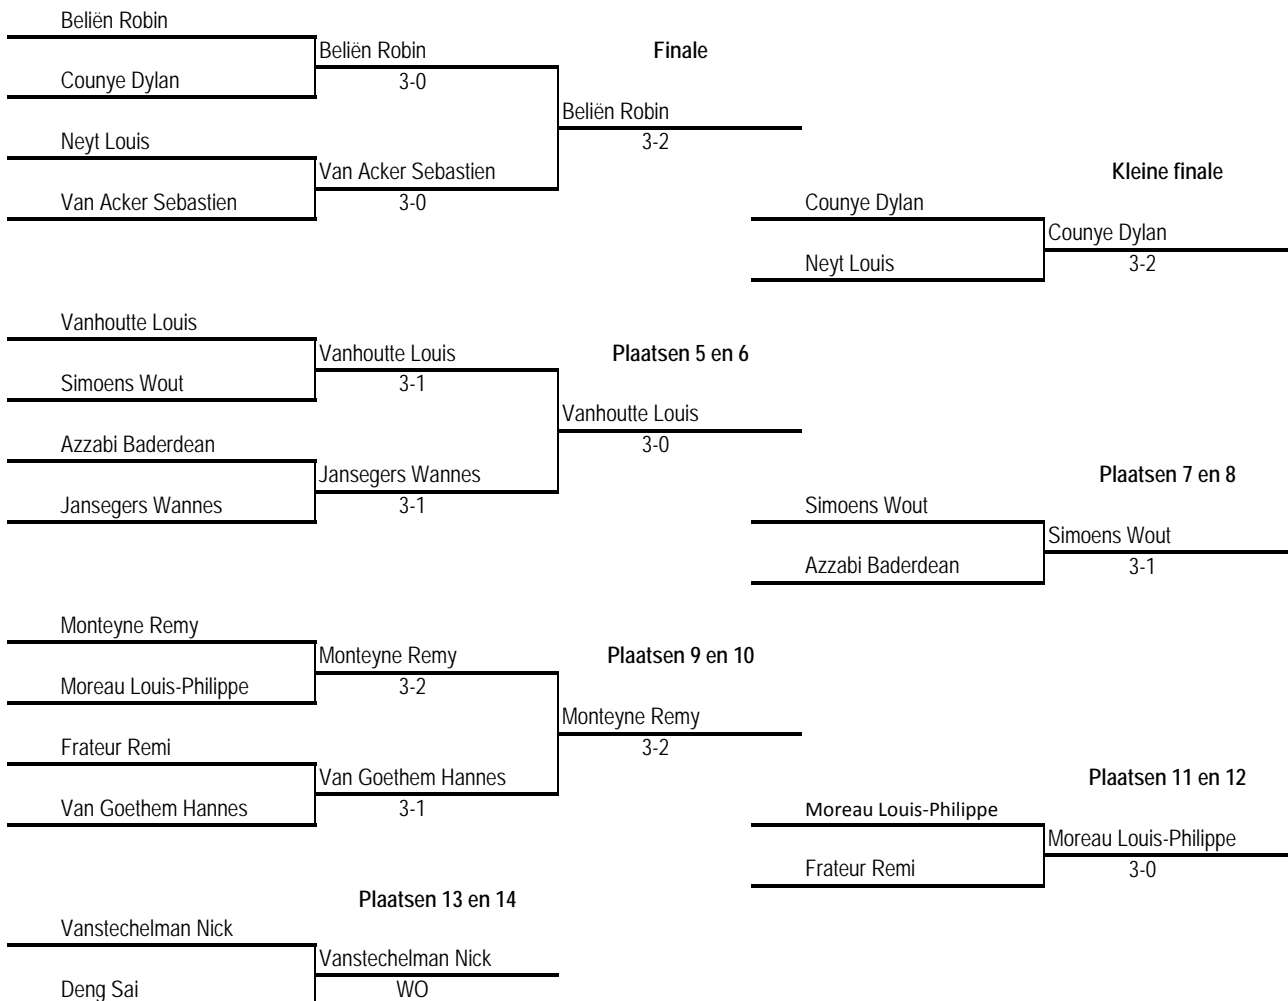 Beliën Robin
Beliën Robin
Finale
Counye Dylan
3-0
Beliën Robin
Neyt Louis
3-2
Van Acker Sebastien
Kleine finale
Van Acker Sebastien
3-0
Counye Dylan
Counye Dylan
Neyt Louis
3-2
Vanhoutte Louis
Vanhoutte Louis
Plaatsen 5 en 6
Simoens Wout
3-1
Vanhoutte Louis
Azzabi Baderdean
3-0
Jansegers Wannes
Plaatsen 7 en 8
Jansegers Wannes
3-1
Simoens Wout
Simoens Wout
Azzabi Baderdean
3-1
Monteyne Remy
Monteyne Remy
Plaatsen 9 en 10
Moreau Louis-Philippe
3-2
Monteyne Remy
Frateur Remi
3-2
Van Goethem Hannes
Plaatsen 11 en 12
Van Goethem Hannes
3-1
Moreau Louis-Philippe
Moreau Louis-Philippe
Frateur Remi
3-0
Plaatsen 13 en 14
Vanstechelman Nick
Vanstechelman Nick
Deng Sai
WO